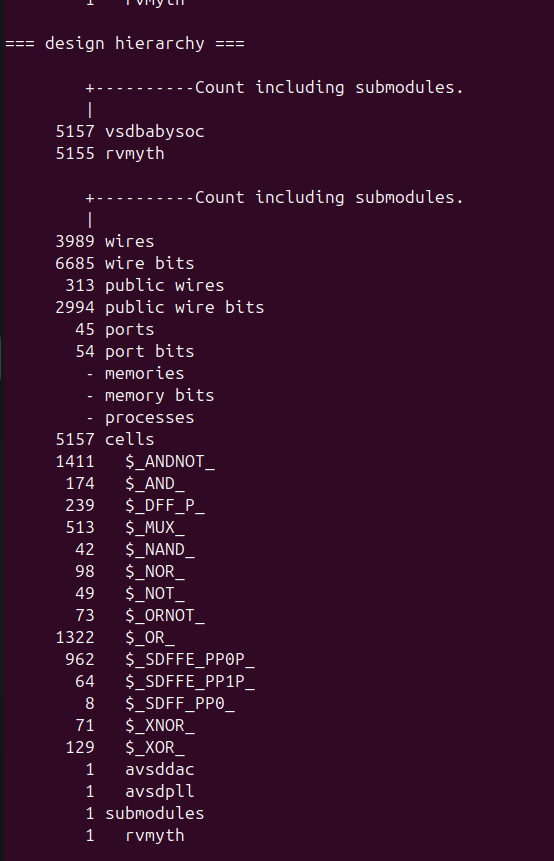 1   rvmyth
=== design hierarchy ===
+----------Count including submodules.
|
5157 vsdbabysoc
5155 rvmyth
+----------Count including submodules.
|
3989 wires
6685 wire bits
313 public wires
2994 public wire bits
45 ports
54 port bits
- memories
- memory bits
- processes
5157 cells
1411   $_ANDNOT_
174   $_AND_
239   $_DFF_P_
513   $_MUX_
42   $_NAND_
98   $_NOR_
49   $_NOT_
73   $_ORNOT_
1322   $_OR_
962   $_SDFFE_PP0P_
64   $_SDFFE_PP1P_
8   $_SDFF_PP0_
71   $_XNOR_
129   $_XOR_
1   avsddac
1   avsdpll
1 submodules
1   rvmyth